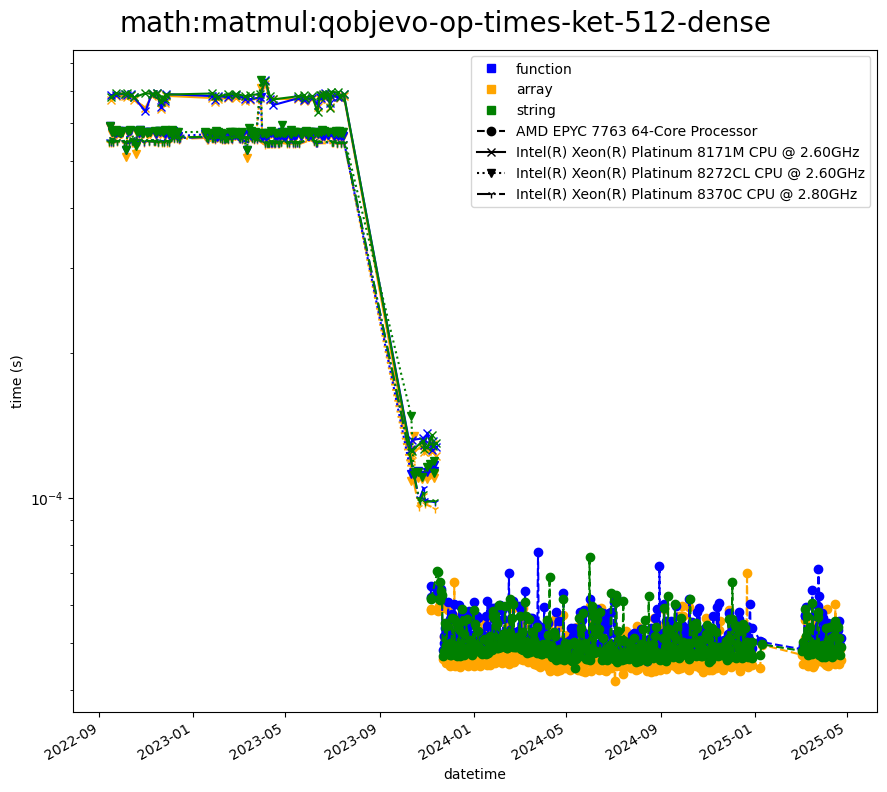 math:matmul:qobjevo-op-times-ket-512-dense
function
array
string
AMD EPYC 7763 64-Core Processor
Intel(R) Xeon(R) Platinum 8171M CPU @ 2.60GHz
Intel(R) Xeon(R) Platinum 8272CL CPU @ 2.60GHz
Intel(R) Xeon(R) Platinum 8370C CPU @ 2.80GHz
time (s)
10⁻⁴
2022-09
2023-01
2023-05
2023-09
2024-01
2024-05
2024-09
2025-01
2025-05
datetime